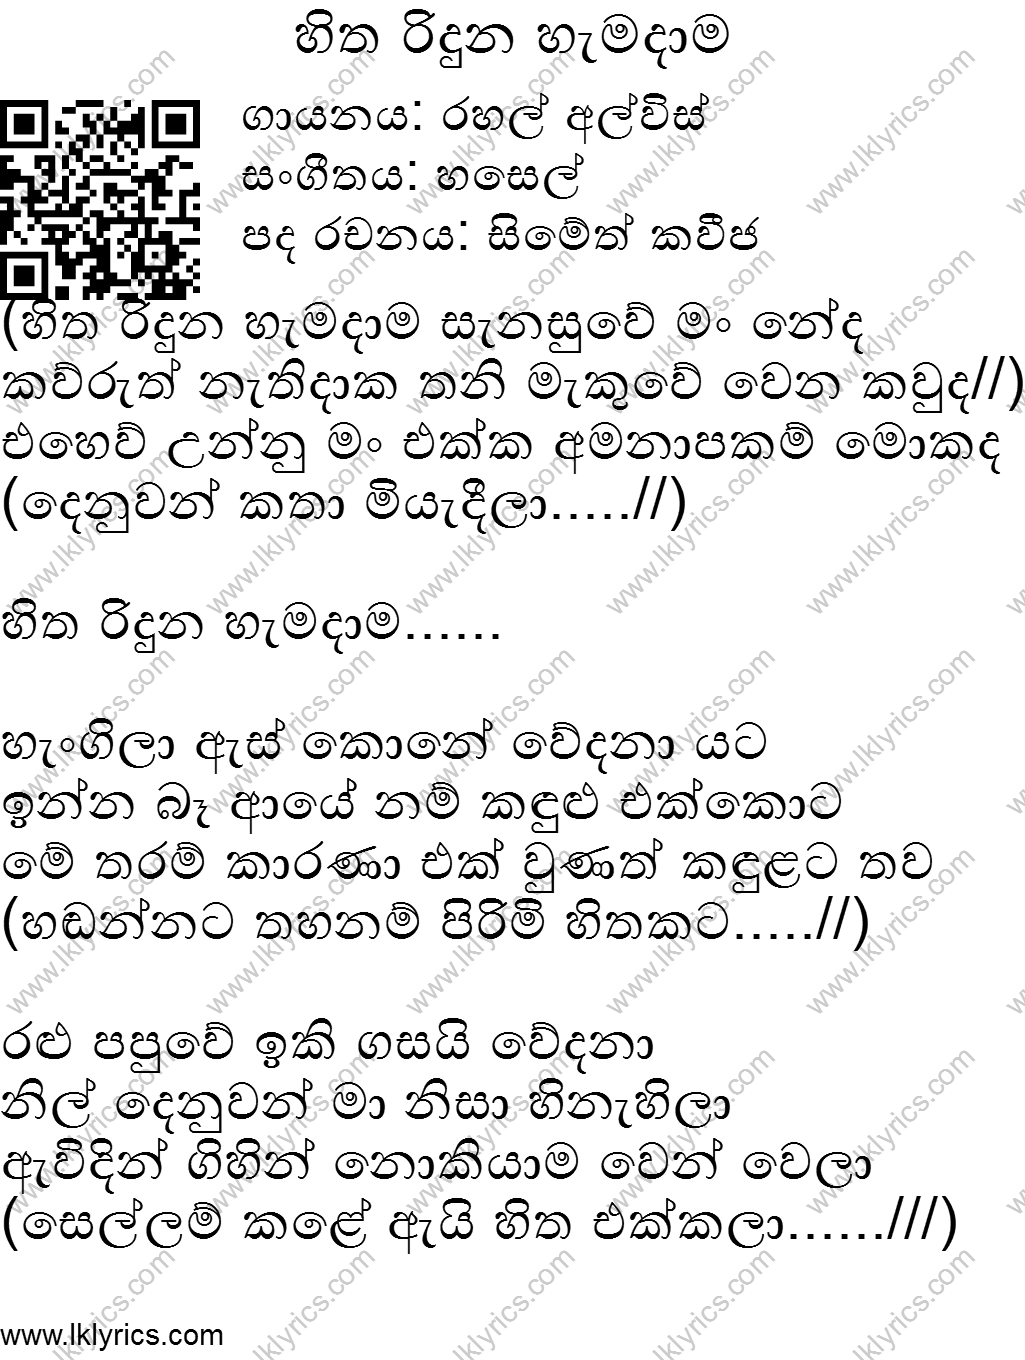 හිත රිදුන හැමදාම
ගායනය: රහල් අල්විස්
සංගීතය: හසෙල්
පද රචනය: සිමේත් කවීජ
(හිත රිදුන හැමදාම සැනසුවේ මං නේද
කව්රුත් නැතිදාක තනි මැකුවේ වෙන කවුද//)
එහෙව් උන්නු මං එක්ක අමනාපකම් මොකද
(දෙනුවන් කතා මියැදීලා.....//)
හිත රිදුන හැමදාම......
හැංගිලා ඇස් කොනේ වේදනා යට
ඉන්න බෑ ආයේ නම් කඳුළු එක්කොට
මේ තරම් කාරණා එක් වුණත් කඳුළට තව
(හඬන්නට තහනම් පිරිමි හිතකට.....//)
රළු පපුවේ ඉකි ගසයි වේදනා
නිල් දෙනුවන් මා නිසා හිනැහිලා
ඇවිදින් ගිහින් නොකියාම වෙන් වෙලා
(සෙල්ලම් කළේ ඇයි හිත එක්කලා......///)
www.lklyrics.com